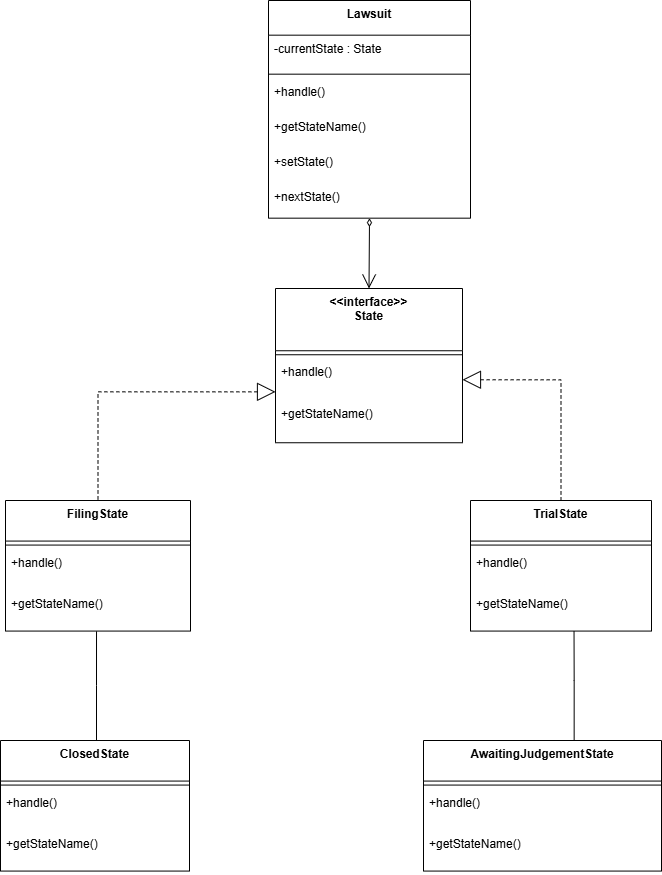 Lawsuit
-currentState : State
+handle()
+getStateName()
+setState()
+nextState()
<<interface>>
State
+handle()
+getStateName()
FilingState
+handle()
+getStateName()
TrialState
+handle()
+getStateName()
ClosedState
+handle()
+getStateName()
AwaitingJudgementState
+handle()
+getStateName()